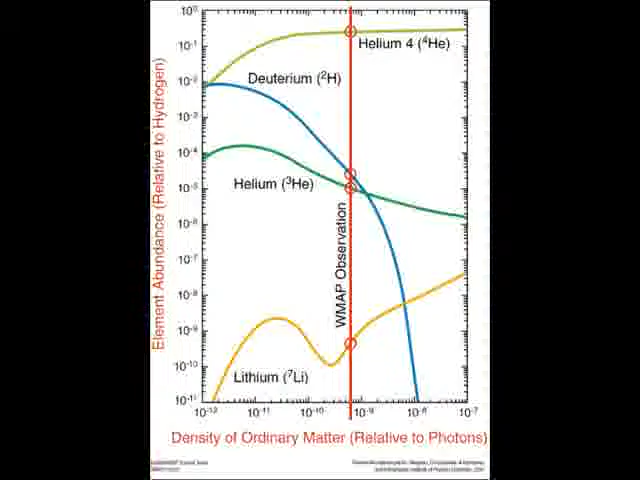 10⁰
10⁻¹
10⁻²
10⁻³
10⁻⁴
10⁻⁵
10⁻⁶
10⁻⁷
10⁻⁸
10⁻⁹
10⁻¹⁰
10⁻¹¹
Element Abundance (Relative to Hydrogen)
Helium 4 (⁴He)
Deuterium (²H)
Helium (³He)
WMAP Observation
Lithium (⁷Li)
10⁻¹² 10⁻¹¹ 10⁻¹⁰ 10⁻⁹ 10⁻⁸ 10⁻⁷
Density of Ordinary Matter (Relative to Photons)